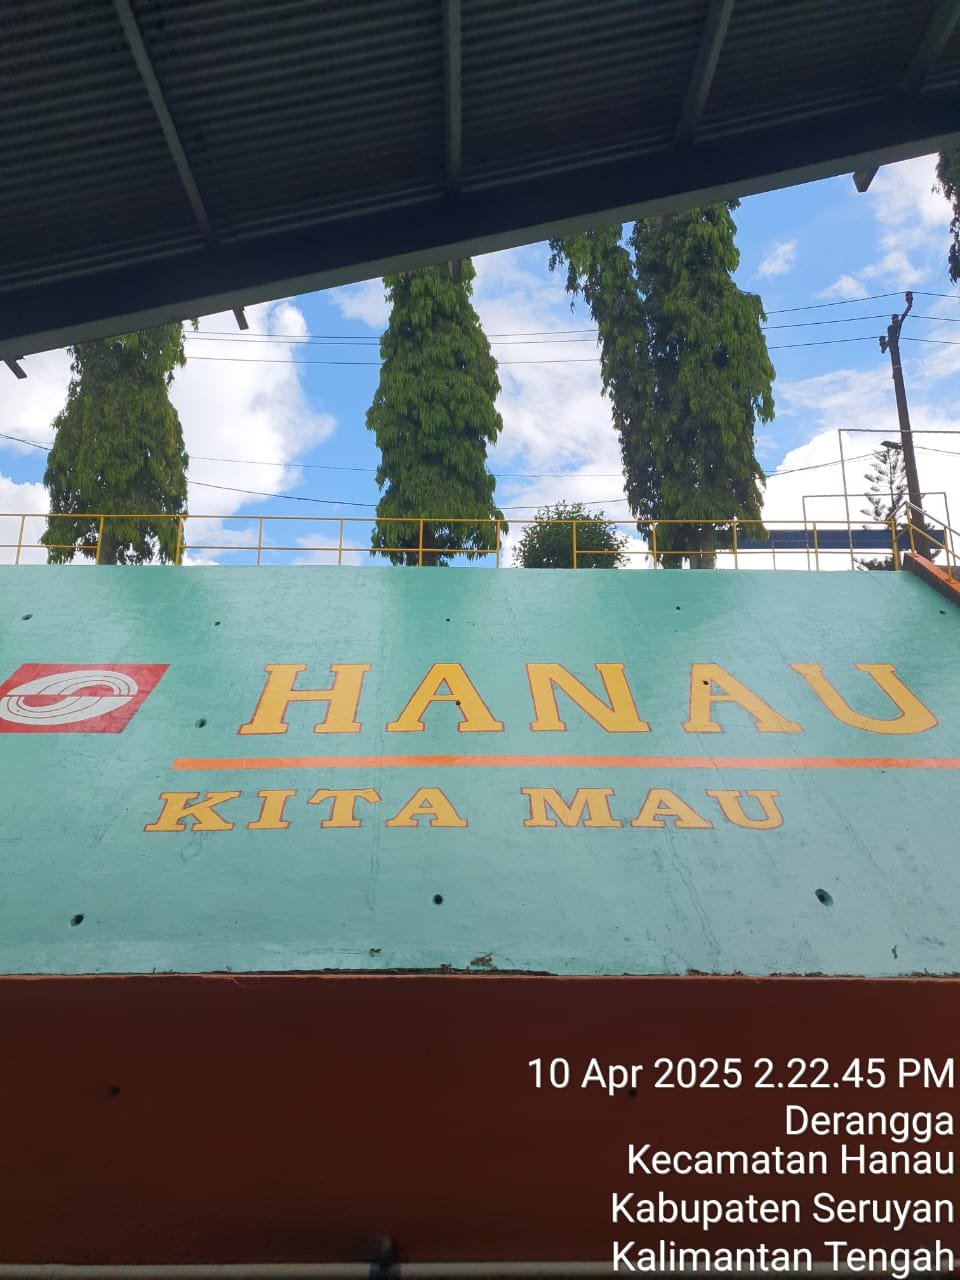 HANAU
KITA MAU
10 Apr 2025 2.22.45 PM
Derangga
Kecamatan Hanau
Kabupaten Seruyan
Kalimantan Tengah